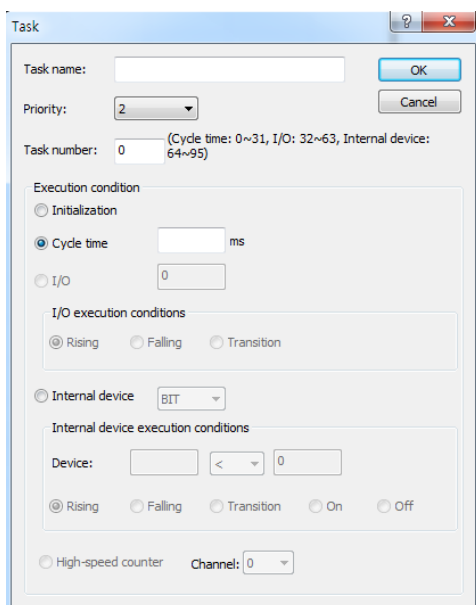 Task
Task name:
OK
Priority: 2
Cancel
Task number: 0 (Cycle time: 0~31, I/O: 32~63, Internal device:
64~95)
Execution condition
Initialization
Cycle time ms
I/O 0
I/O execution conditions
Rising Falling Transition
Internal device BIT
Internal device execution conditions
Device: < 0
Rising Falling Transition On Off
High-speed counter Channel: 0